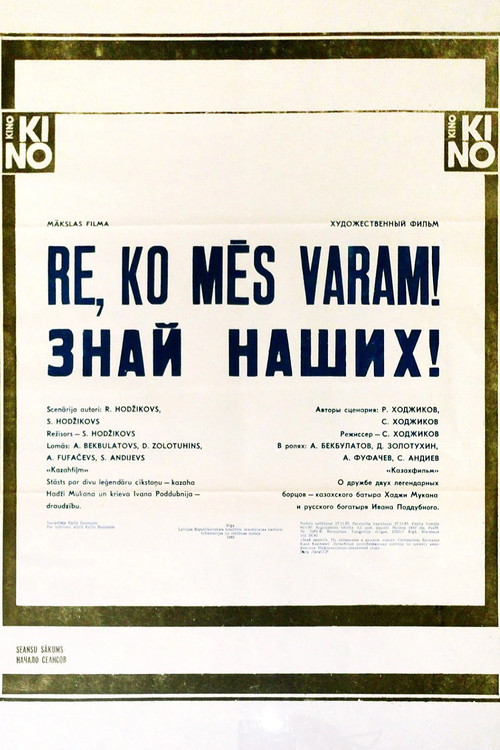 KINO KINO
KINO KINO
MĀKSLAS FILMA
ХУДОЖЕСТВЕННЫЙ ФИЛЬМ
RE, KO MĒS VARAM!
ЗНАЙ НАШИХ!
Scenārija autori: R. HODŽIKOVS,
S. HODŽIKOVS
Režisors – S. HODŽIKOVS
Lomās: A. BEKBULATOVS, D. ZOLOTUHINS,
A. FUFAČEVS, S. ANDIJEVS
«Kazahfilm»
Stāsts par divu leģendāru cīkstoņu – kazaha
Hadži Mukana un krieva Ivana Poddubnija –
draudzību.
Авторы сценария: Р. ХОДЖИКОВ,
С. ХОДЖИКОВ
Режиссер – С. ХОДЖИКОВ
В ролях: А. БЕКБУЛАТОВ, Д. ЗОЛОТУХИН,
А. ФУФАЧЕВ, С. АНДИЕВ
«Казахфильм»
О дружбе двух легендарных
борцов – казахского батыра Хаджи Мукана
и русского богатыря Ивана Поддубного.
Rīgā
SEANSU SĀKUMS
НАЧАЛО СЕАНСОВ